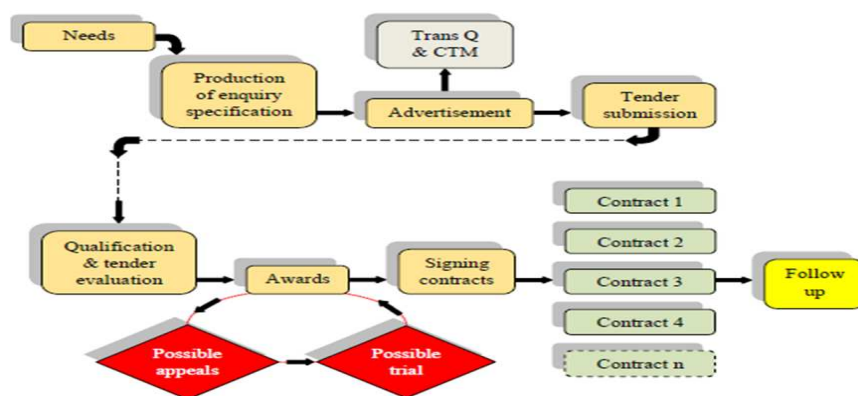 Needs
Trans Q
& CTM
Production
of enquiry
specification
Advertisement
Tender
submission
Qualification
& tender
evaluation
Awards
Signing
contracts
Contract 1
Contract 2
Contract 3
Contract 4
Contract n
Follow
up
Possible
appeals
Possible
trial